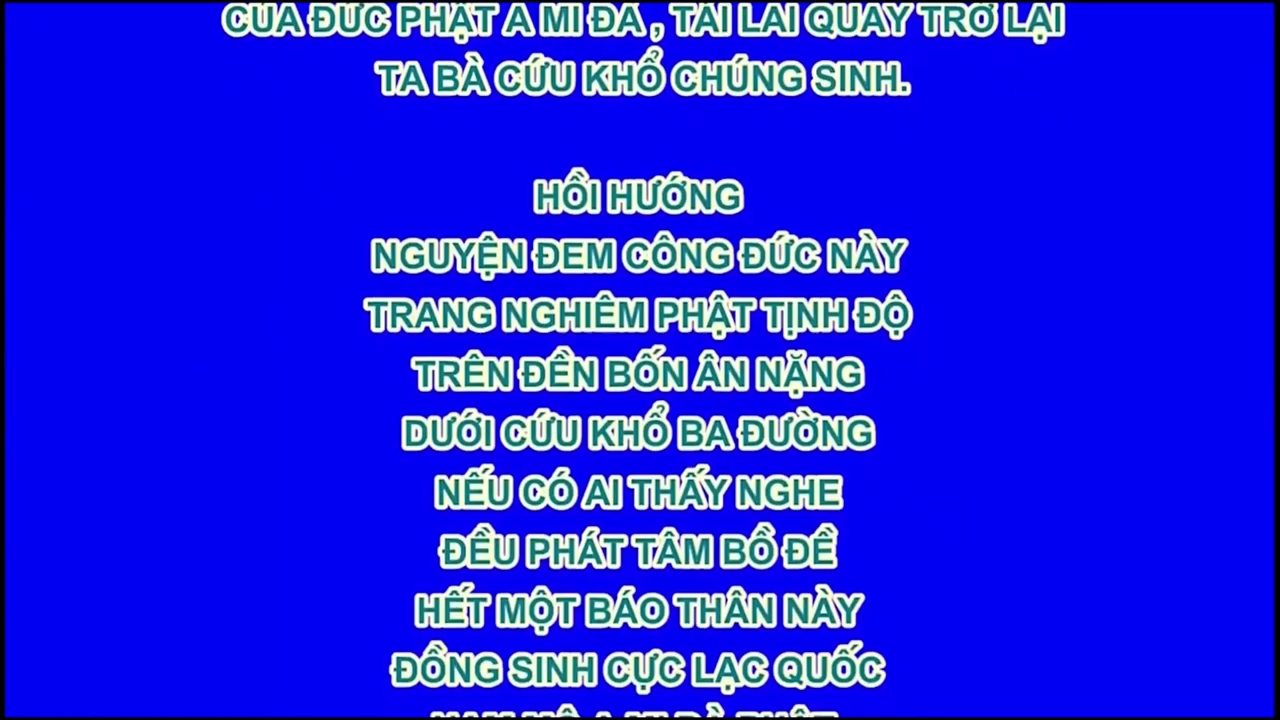 CỦA ĐỨC PHẬT A MI ĐÀ , TÁI LAI QUAY TRỞ LẠI
TA BÀ CỨU KHỔ CHÚNG SINH.
HỒI HƯỚNG
NGUYỆN ĐEM CÔNG ĐỨC NÀY
TRANG NGHIÊM PHẬT TỊNH ĐỘ
TRÊN ĐỀN BỐN ÂN NẶNG
DƯỚI CỨU KHỔ BA ĐƯỜNG
NẾU CÓ AI THẤY NGHE
ĐỀU PHÁT TÂM BỒ ĐỀ
HẾT MỘT BÁO THÂN NÀY
ĐỒNG SINH CỰC LẠC QUỐC